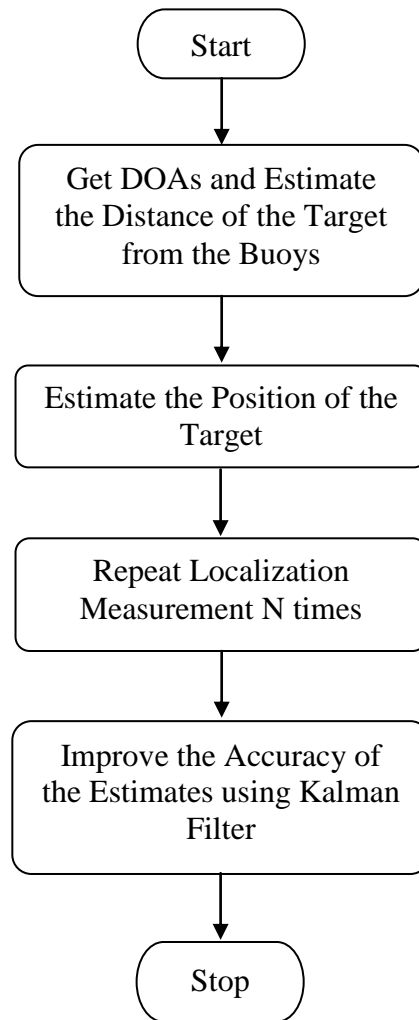 Start
Get DOAs and Estimate
the Distance of the Target
from the Buoys
Estimate the Position of the
Target
Repeat Localization
Measurement N times
Improve the Accuracy of
the Estimates using Kalman
Filter
Stop